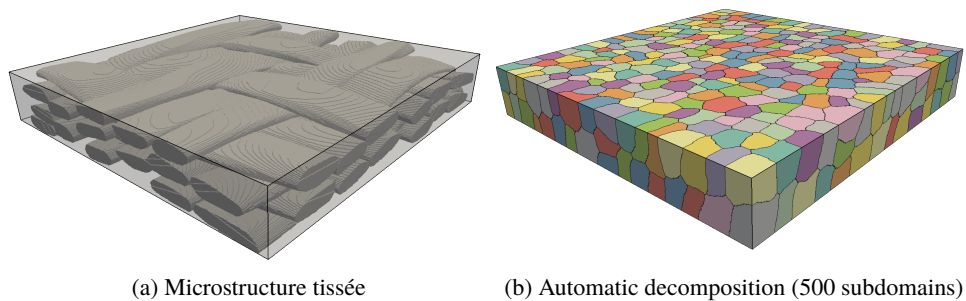 (a) Microstructure tissée
(b) Automatic decomposition (500 subdomains)